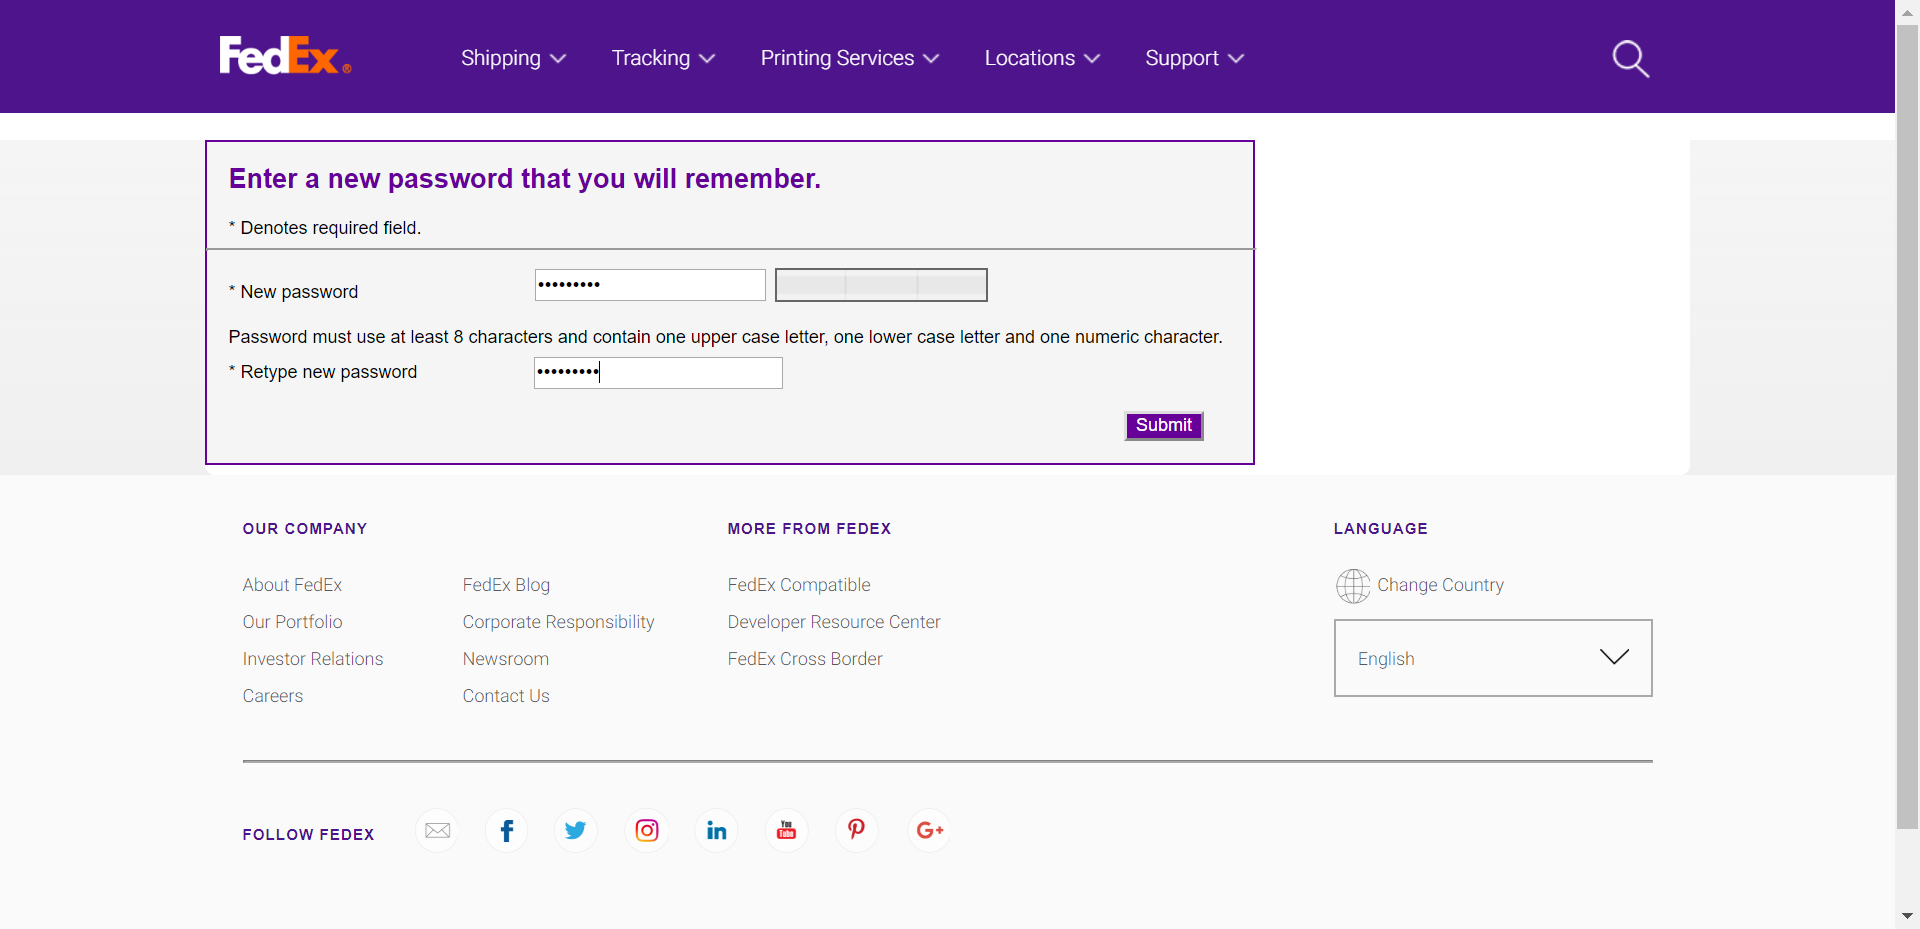 FedEx®
Shipping
Tracking
Printing Services
Locations
Support
Enter a new password that you will remember.
* Denotes required field.
* New password
•••••••••
Password must use at least 8 characters and contain one upper case letter, one lower case letter and one numeric character.
* Retype new password
•••••••••
Submit
OUR COMPANY
About FedEx
Our Portfolio
Investor Relations
Careers
FedEx Blog
Corporate Responsibility
Newsroom
Contact Us
MORE FROM FEDEX
FedEx Compatible
Developer Resource Center
FedEx Cross Border
LANGUAGE
Change Country
English
FOLLOW FEDEX
f
in
You
Tube
G+